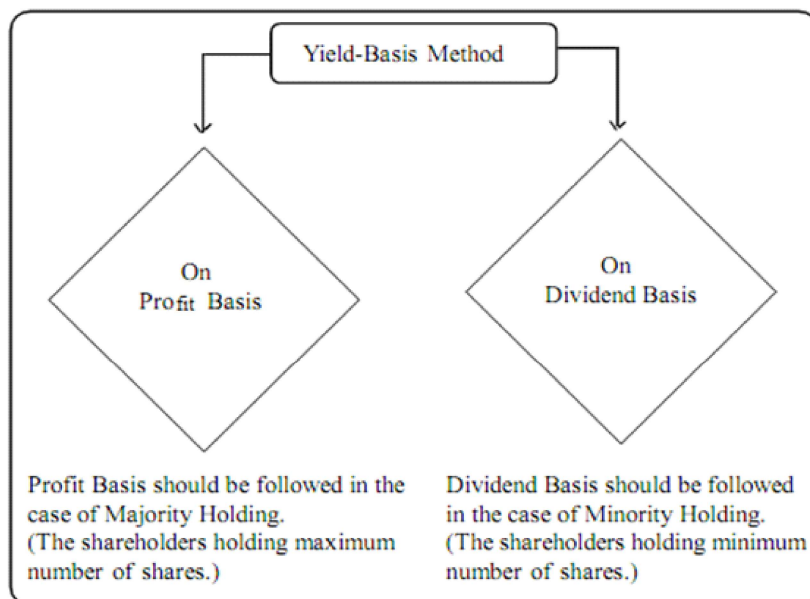 Yield-Basis Method
On
Profit Basis
On
Dividend Basis
Profit Basis should be followed in the
case of Majority Holding.
(The shareholders holding maximum
number of shares.)
Dividend Basis should be followed
in the case of Minority Holding.
(The shareholders holding minimum
number of shares.)